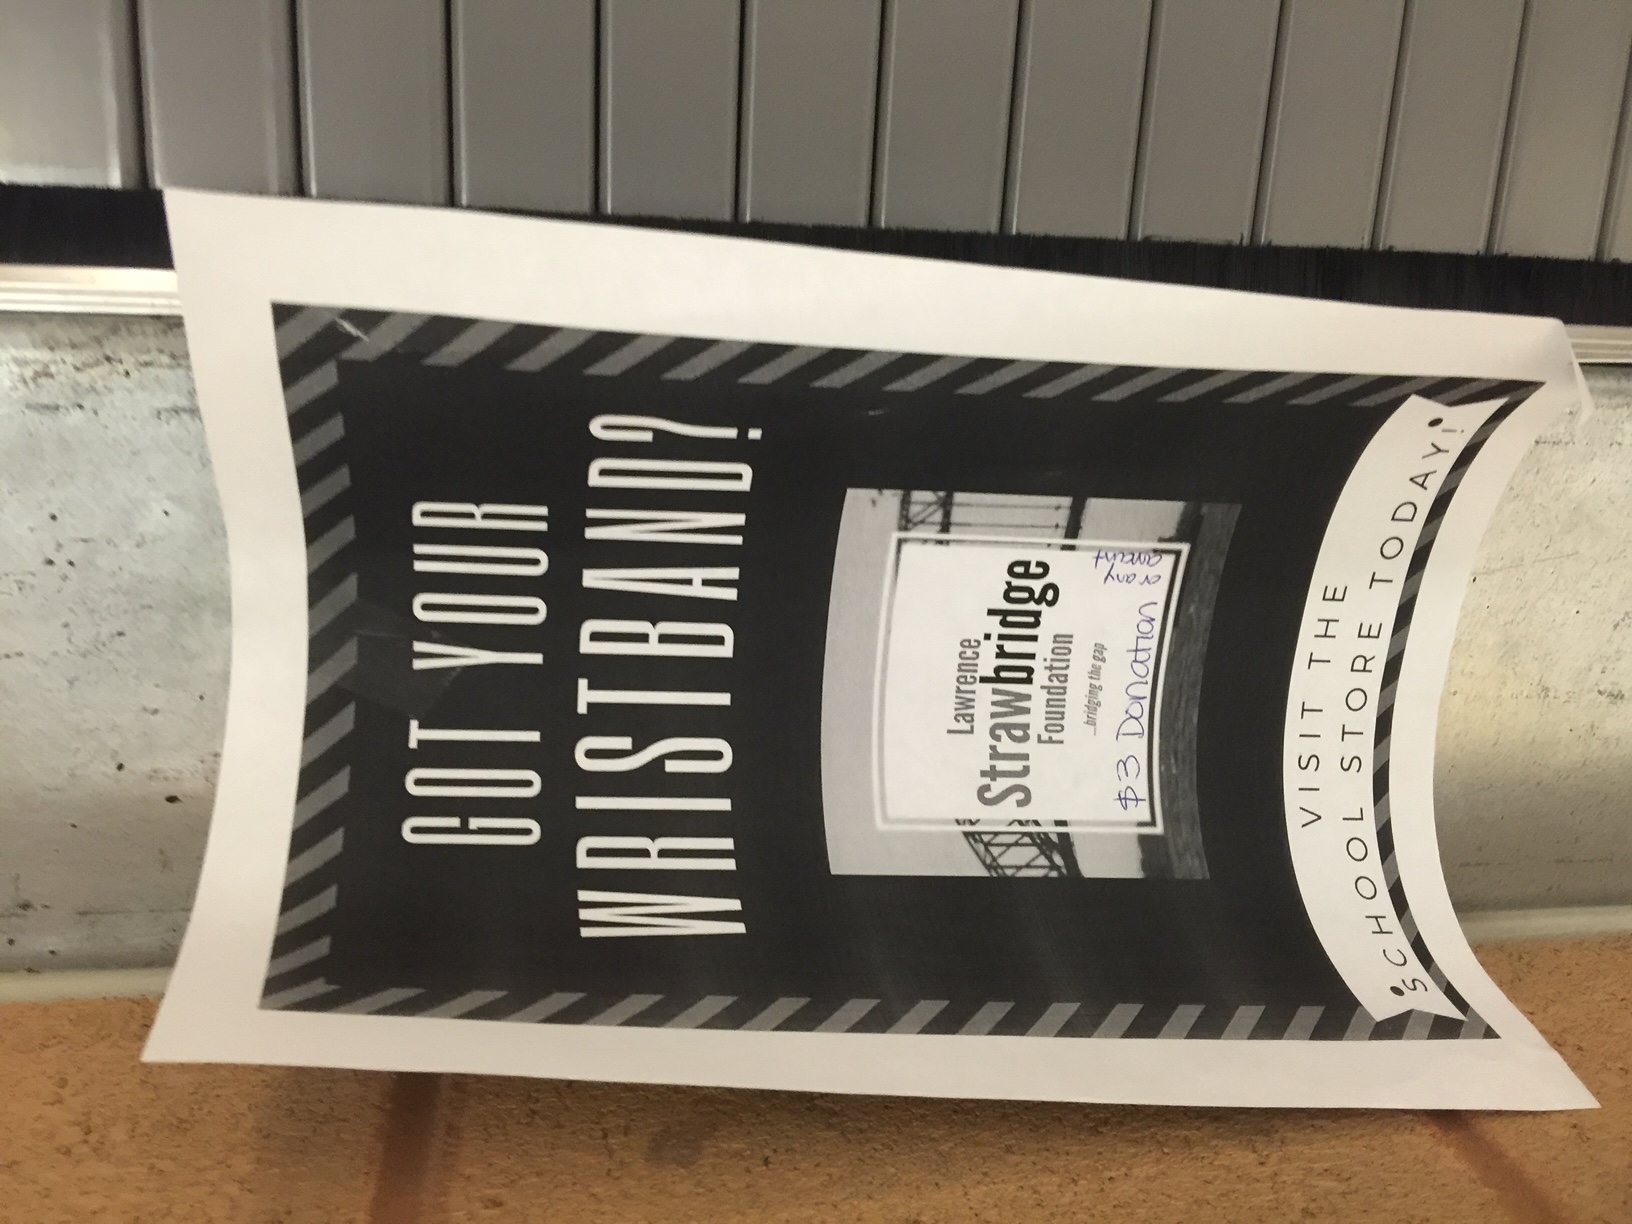 GOT YOUR
WRISTBAND?
Lawrence
Strawbridge
Foundation
...bridging the gap
$3 Donation
or any
amount
VISIT THE
SCHOOL STORE TODAY!